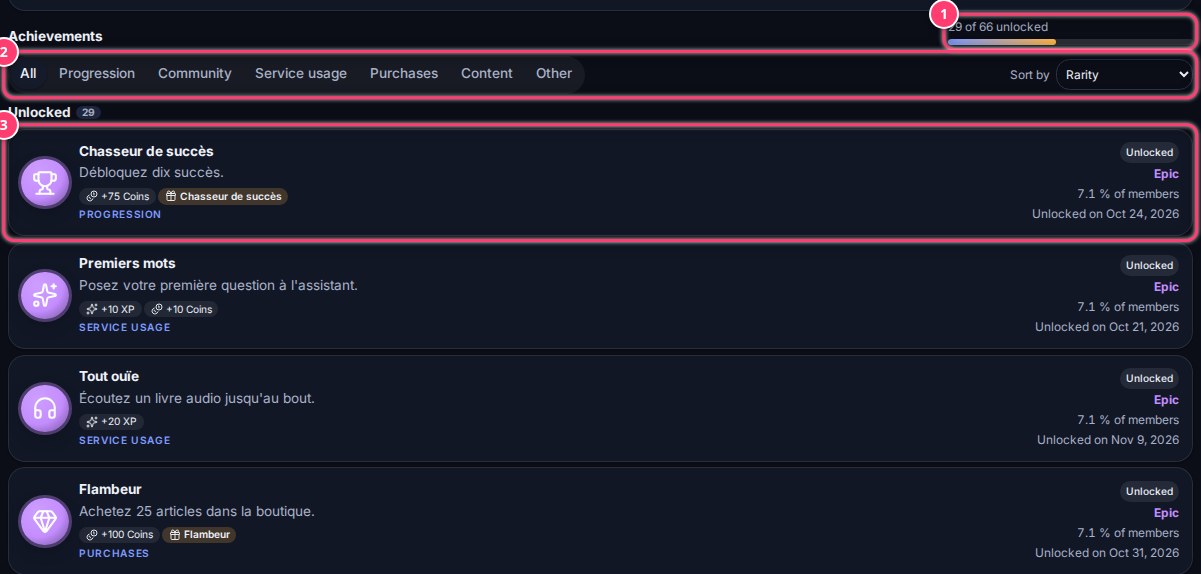 1
29 of 66 unlocked
Achievements
2
All Progression Community Service usage Purchases Content Other
Sort by Rarity
Unlocked 29
3
Chasseur de succès
Débloquez dix succès.
+75 Coins Chasseur de succès
PROGRESSION
Unlocked
Epic
7.1 % of members
Unlocked on Oct 24, 2026
Premiers mots
Posez votre première question à l'assistant.
+10 XP +10 Coins
SERVICE USAGE
Unlocked
Epic
7.1 % of members
Unlocked on Oct 21, 2026
Tout ouïe
Écoutez un livre audio jusqu'au bout.
+20 XP
SERVICE USAGE
Unlocked
Epic
7.1 % of members
Unlocked on Nov 9, 2026
Flambeur
Achetez 25 articles dans la boutique.
+100 Coins Flambeur
PURCHASES
Unlocked
Epic
7.1 % of members
Unlocked on Oct 31, 2026